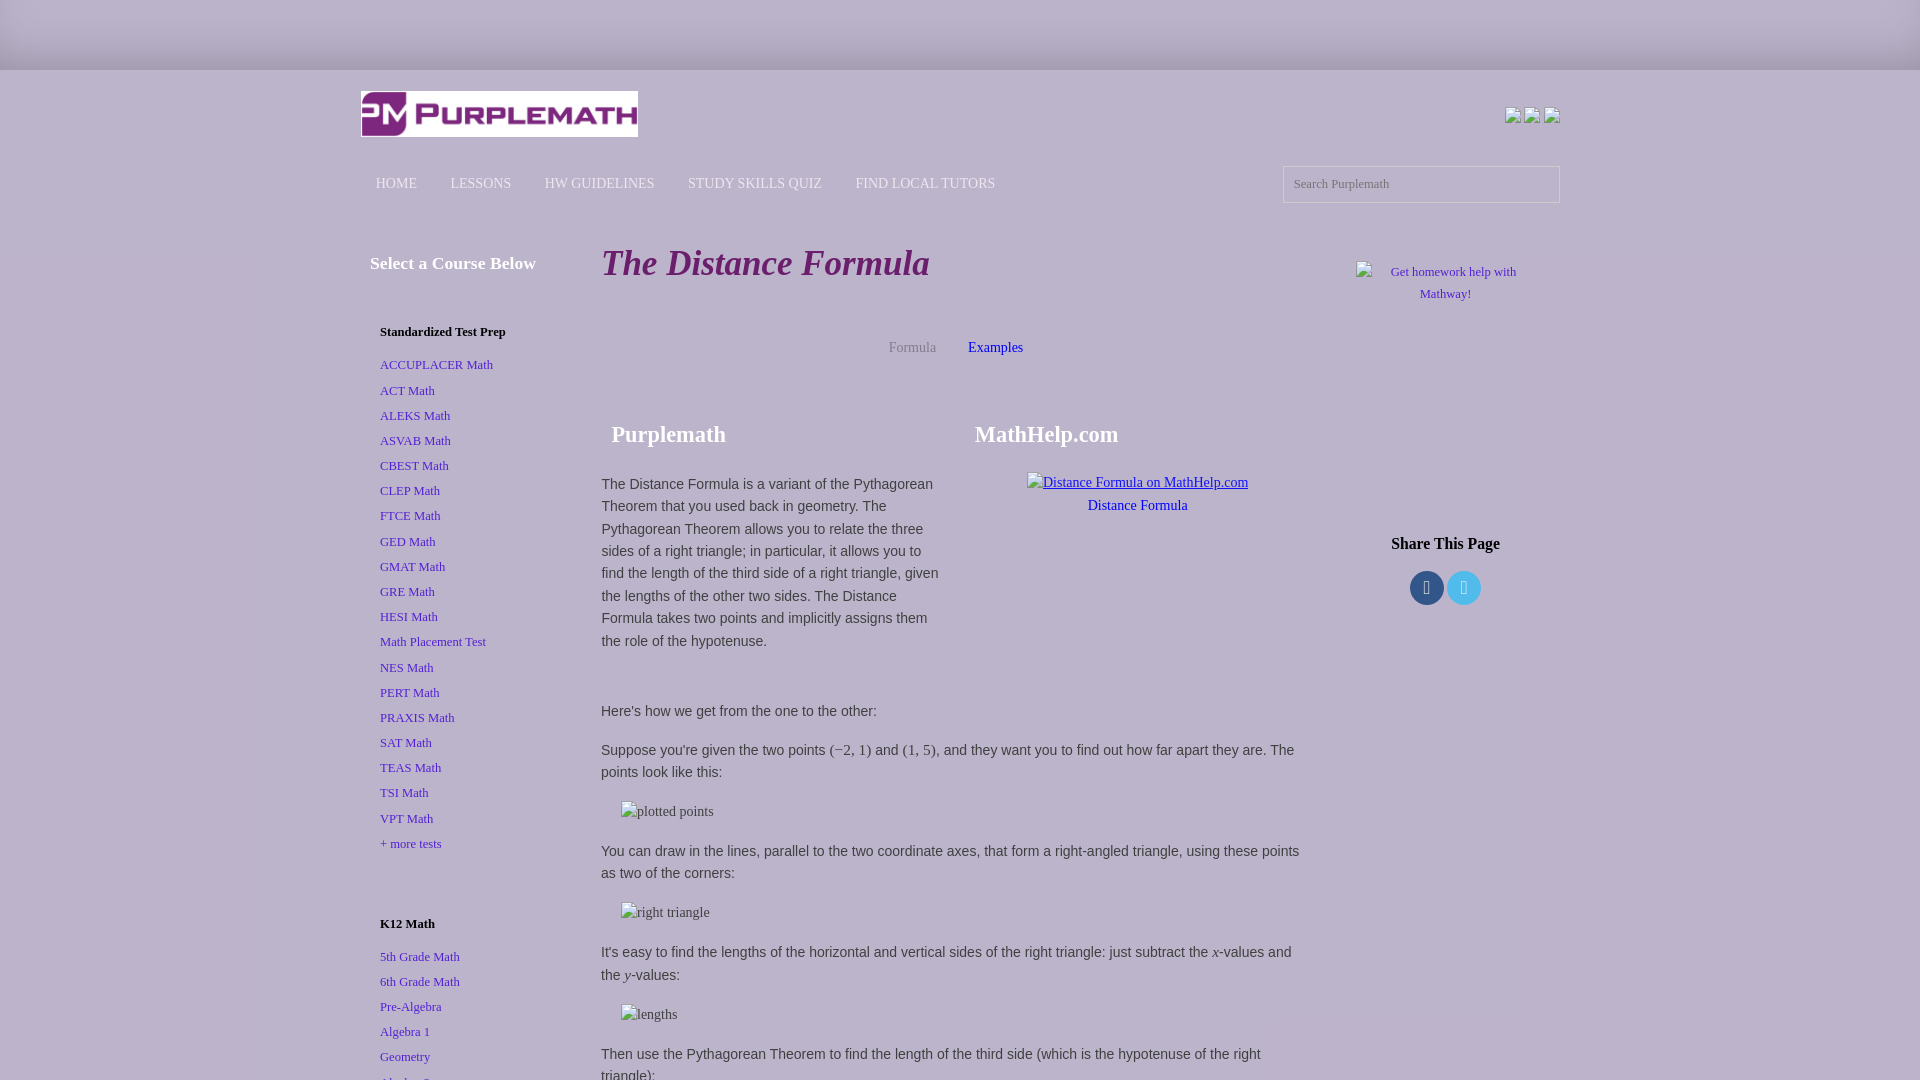 PM PURPLEMATH
HOME LESSONS HW GUIDELINES STUDY SKILLS QUIZ FIND LOCAL TUTORS
Search Purplemath
Select a Course Below
Standardized Test Prep
ACCUPLACER Math
ACT Math
ALEKS Math
ASVAB Math
CBEST Math
CLEP Math
FTCE Math
GED Math
GMAT Math
GRE Math
HESI Math
Math Placement Test
NES Math
PERT Math
PRAXIS Math
SAT Math
TEAS Math
TSI Math
VPT Math
+ more tests
K12 Math
5th Grade Math
6th Grade Math
Pre-Algebra
Algebra 1
Geometry
The Distance Formula
Formula Examples
Purplemath
The Distance Formula is a variant of the Pythagorean
Theorem that you used back in geometry. The
Pythagorean Theorem allows you to relate the three
sides of a right triangle; in particular, it allows you to
find the length of the third side of a right triangle, given
the lengths of the other two sides. The Distance
Formula takes two points and implicitly assigns them
the role of the hypotenuse.
MathHelp.com
Distance Formula on MathHelp.com
Distance Formula
Here's how we get from the one to the other:
Suppose you're given the two points (−2, 1) and (1, 5), and they want you to find out how far apart they are. The
points look like this:
plotted points
You can draw in the lines, parallel to the two coordinate axes, that form a right-angled triangle, using these points
as two of the corners:
right triangle
It's easy to find the lengths of the horizontal and vertical sides of the right triangle: just subtract the x-values and
the y-values:
lengths
Then use the Pythagorean Theorem to find the length of the third side (which is the hypotenuse of the right
triangle):
Get homework help with
Mathway!
Share This Page